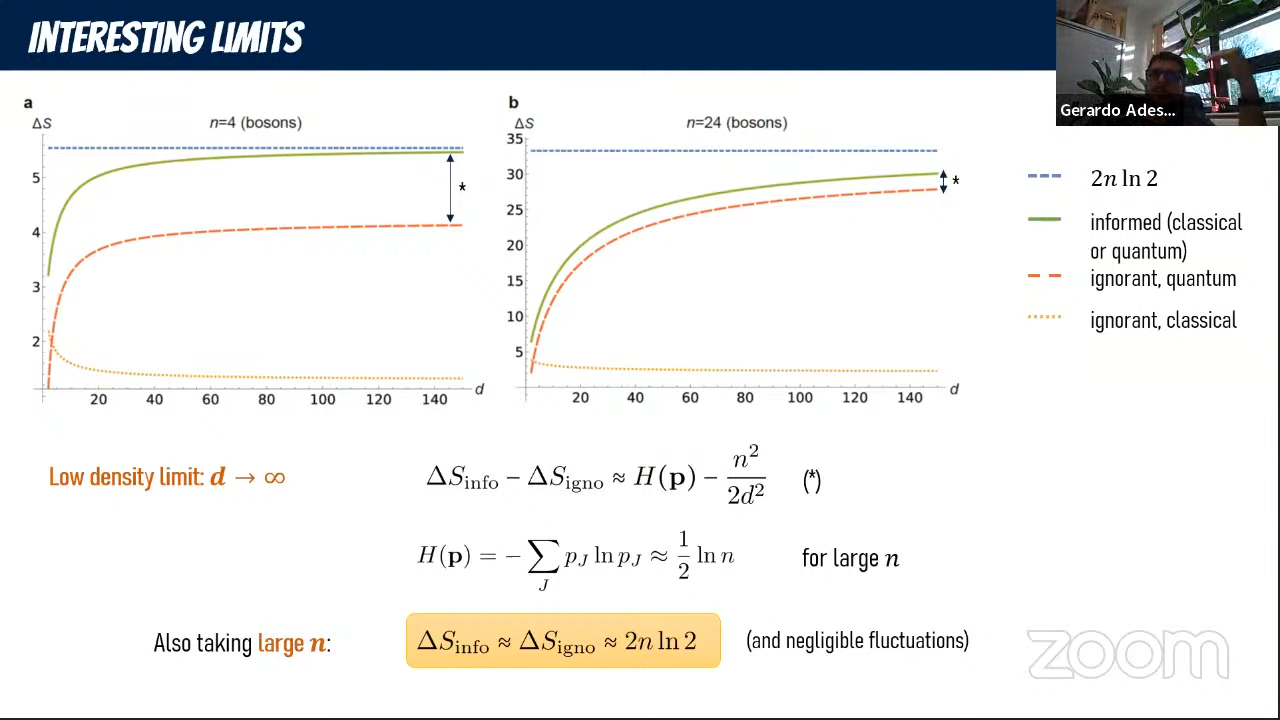 INTERESTING LIMITS
Gerardo Ades...
a
ΔS
n=4 (bosons)
5
4
3
2
20 40 60 80 100 120 140
d
*
b
ΔS
n=24 (bosons)
35
30
25
20
15
10
5
20 40 60 80 100 120 140
d
*
2n ln 2
informed (classical
or quantum)
ignorant, quantum
ignorant, classical
Low density limit: d → ∞
ΔS_info − ΔS_igno ≈ H(p) − n²/2d² (*)
H(p) = − ∑_J p_J ln p_J ≈ 1/2 ln n for large n
Also taking large n: ΔS_info ≈ ΔS_igno ≈ 2n ln 2 (and negligible fluctuations)
zoom